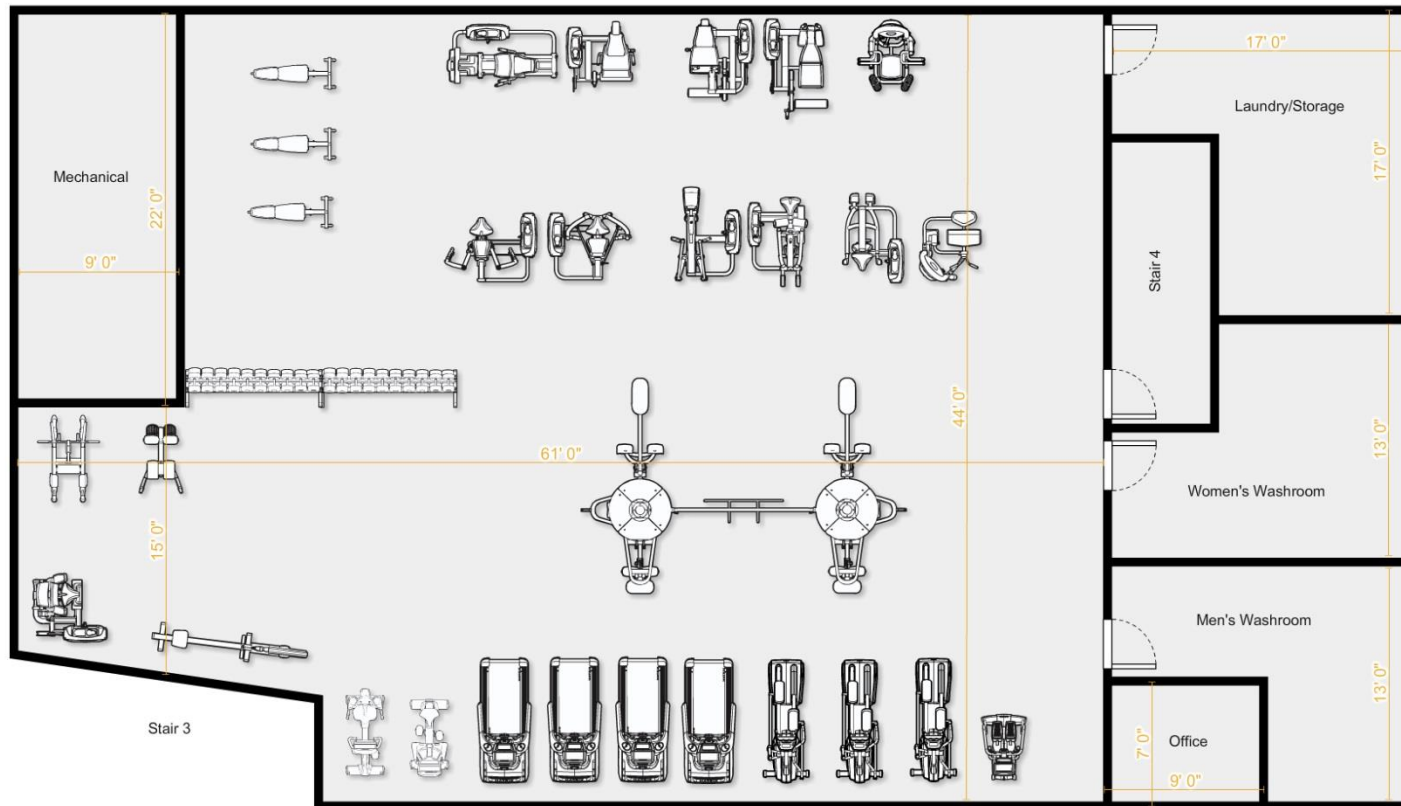 17' 0"
Laundry/Storage
17' 0"
Mechanical
22' 0"
9' 0"
Stair 4
44' 0"
61' 0"
13' 0"
Women's Washroom
15' 0"
Men's Washroom
13' 0"
Stair 3
7' 0"
Office
9' 0"